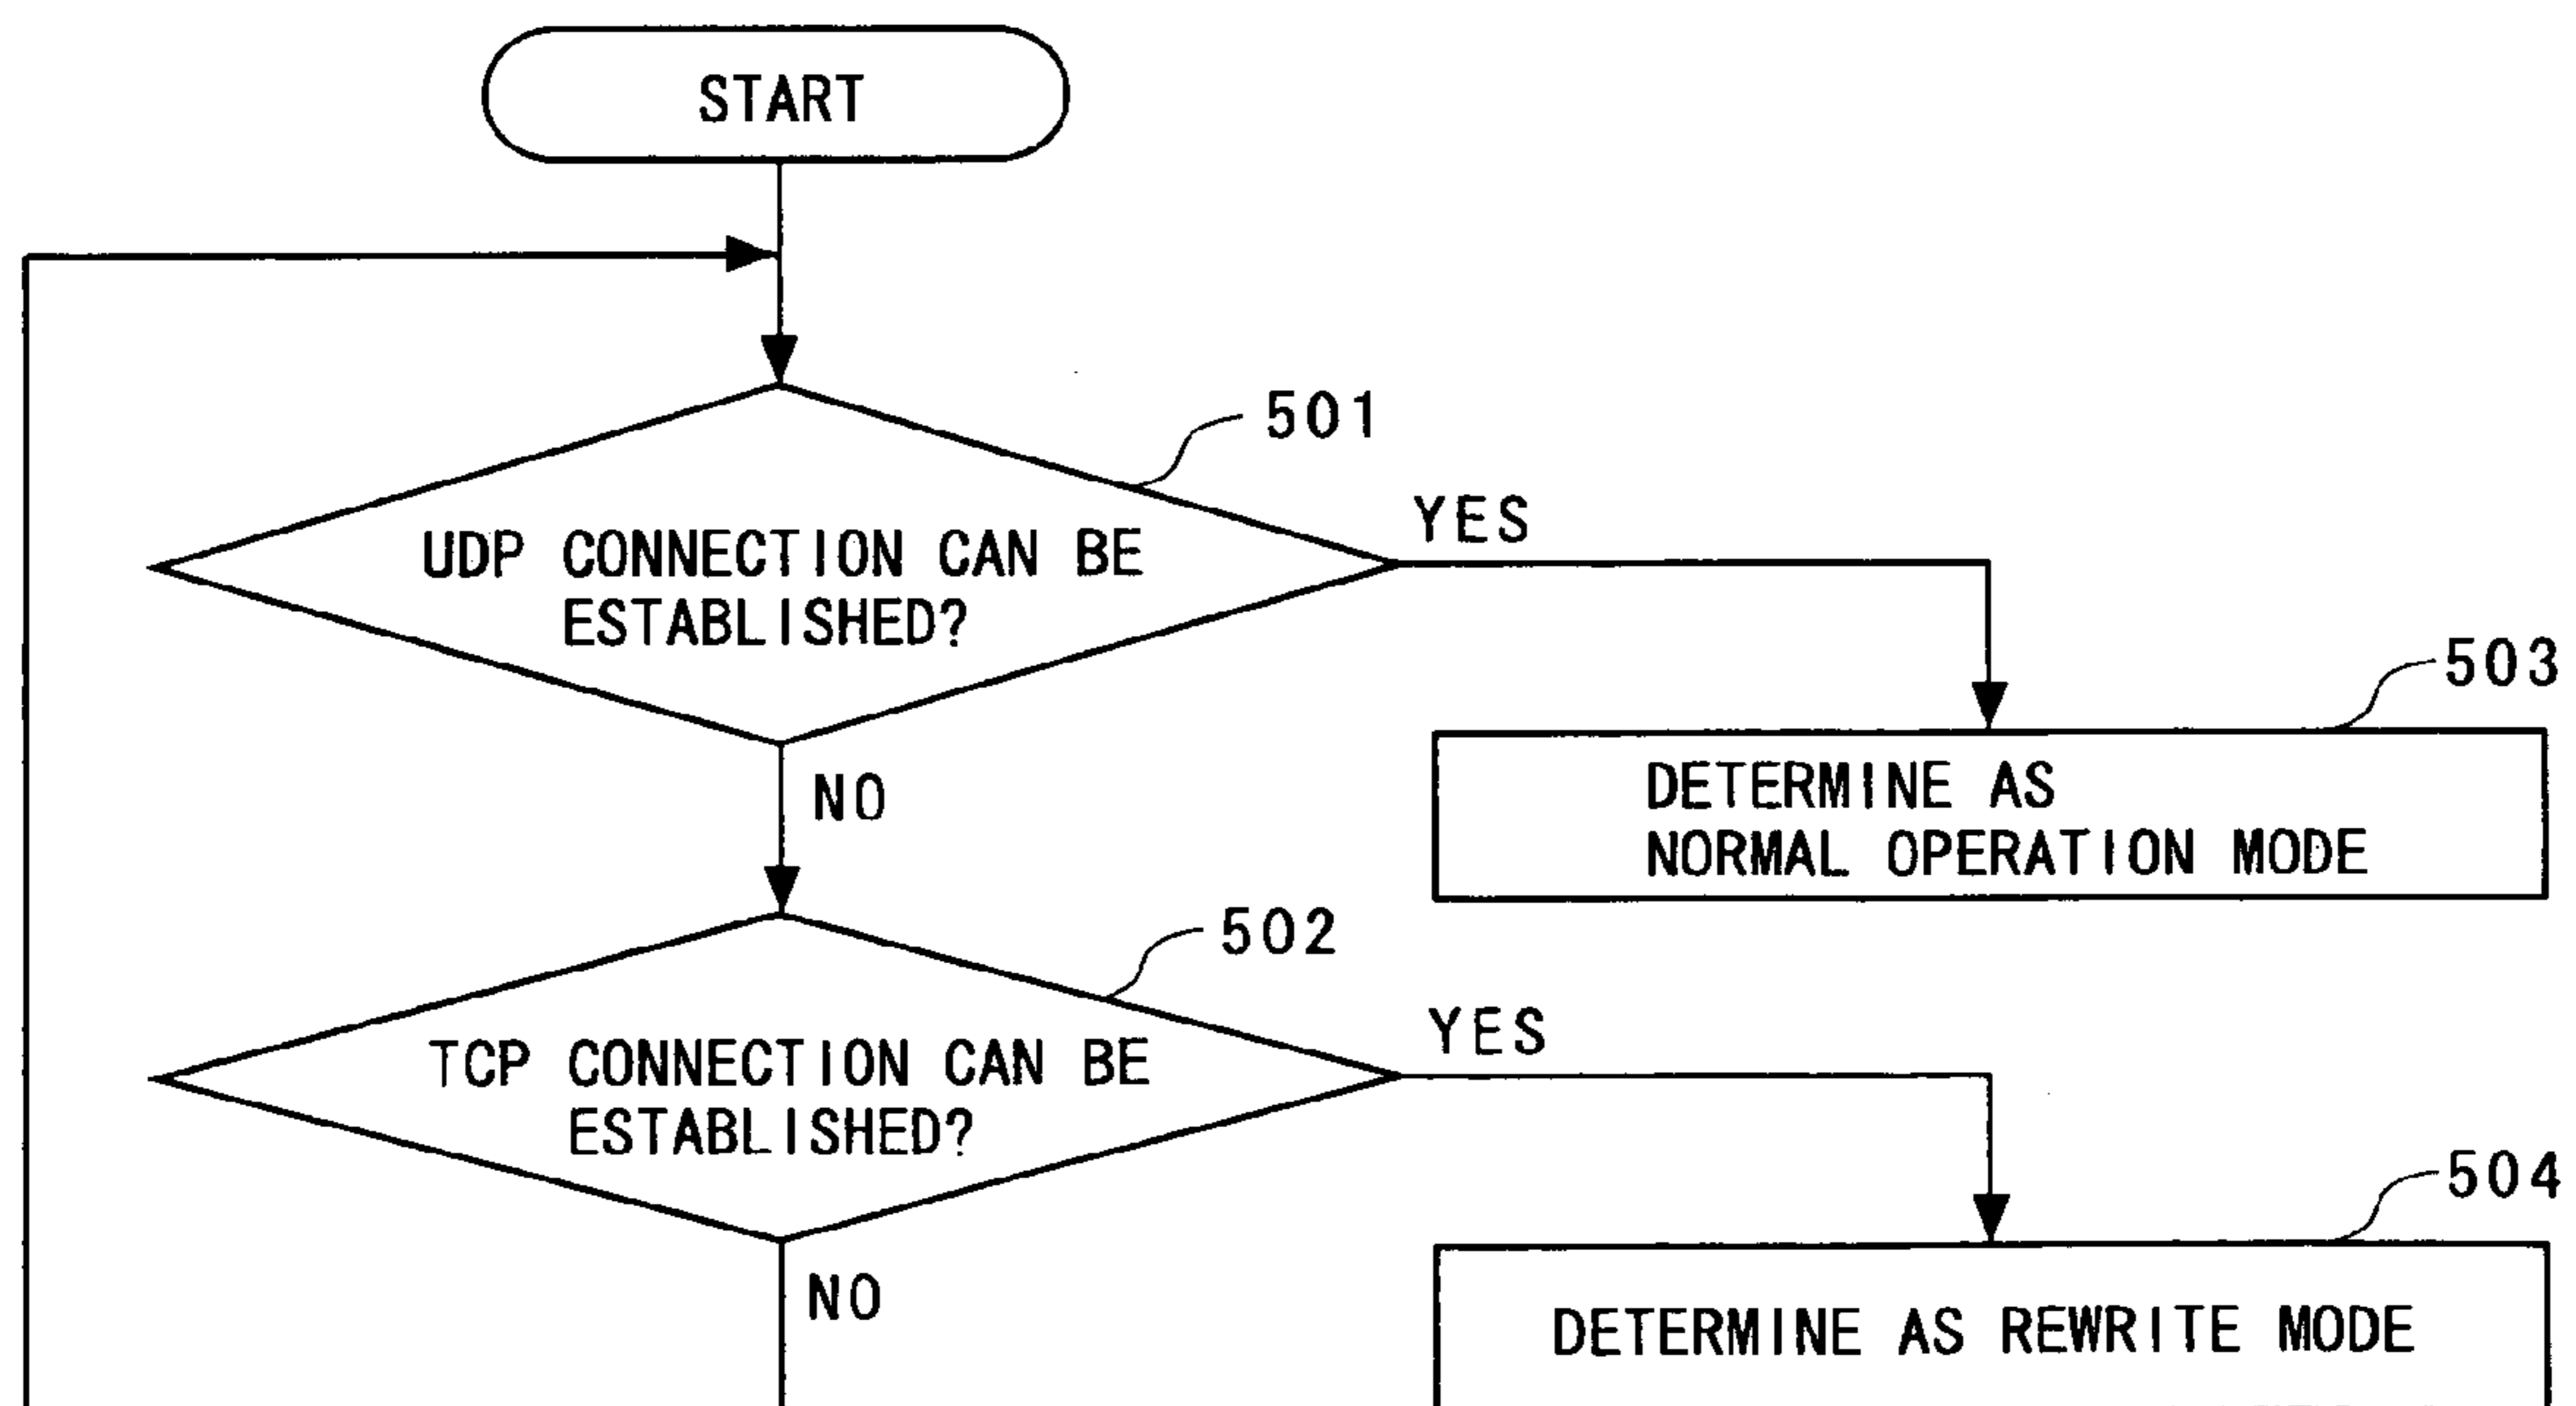 START
501
YES
UDP CONNECTION CAN BE
ESTABLISHED?
503
NO
DETERMINE AS
NORMAL OPERATION MODE
502
YES
TCP CONNECTION CAN BE
ESTABLISHED?
504
NO
DETERMINE AS REWRITE MODE